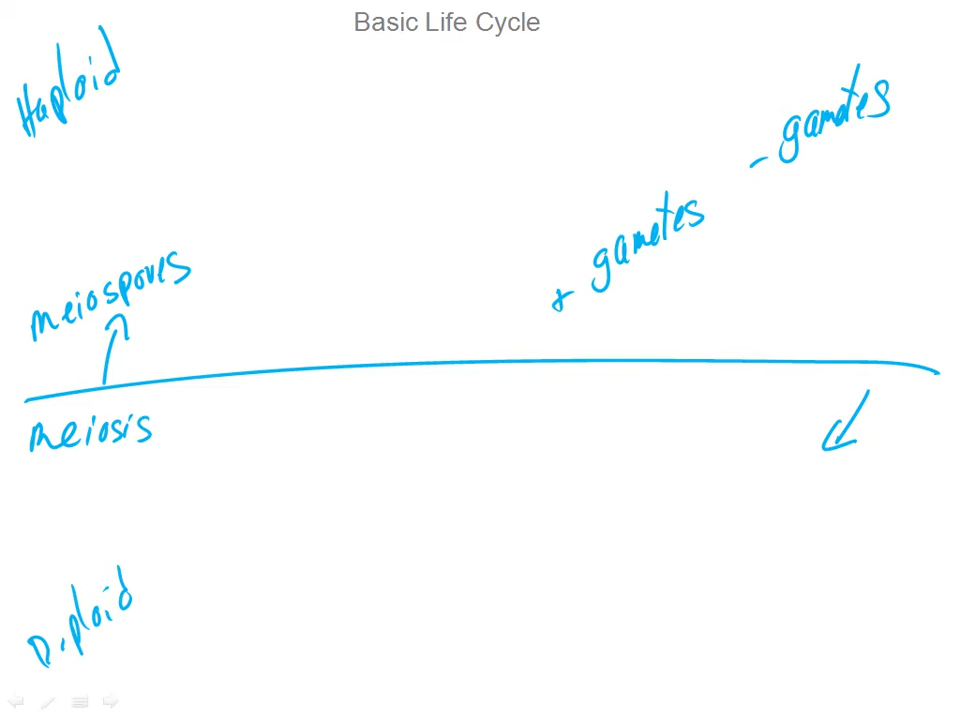 Basic Life Cycle
Haploid
- gametes
+ gametes
meiospores
meiosis
Diploid